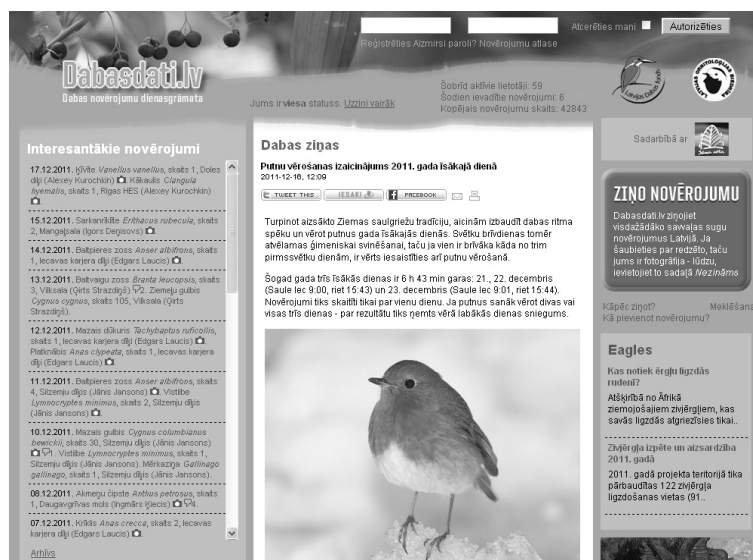 Atcerēties mani
Autorizēties
Reģistrēties Aizmirsi paroli? Novērojumu atlase
Dabasdati.lv
Dabas novērojumu dienasgrāmata
Jums ir viesa statuss. Uzzini vairāk
Šobrīd aktīvie lietotāji: 59
Šodien ievadītie novērojumi: 6
Kopējais novērojumu skaits: 42843
Latvijas Dabas fonds
LATVIJAS ORNITOLOĢIJAS BIEDRĪBA
Interesantākie novērojumi
17.12.2011. Ķīvīte Vanellus vanellus, skaits 1, Doles
dīķi (Alexey Kurochkin). Kākaulis Clangula
hyemalis, skaits 1, Rīgas HES (Alexey Kurochkin)
15.12.2011. Sarkanrīklīte Erithacus rubecula, skaits
2, Mangaļsala (Igors Deņisovs)
14.12.2011. Baltpieres zoss Anser albifrons, skaits
1, Iecavas karjera dīķi (Edgars Laucis)
13.12.2011. Baltvaigu zoss Branta leucopsis, skaits
3, Vilksala (Ģirts Strazdiņš) 2. Ziemeļu gulbis
Cygnus cygnus, skaits 105, Vilksala (Ģirts
Strazdiņš).
12.12.2011. Mazais dūkuris Tachybaptus ruficollis,
skaits 1, Iecavas karjera dīķi (Edgars Laucis)
Platknābis Anas clypeata, skaits 1, Iecavas karjera
dīķi (Edgars Laucis)
11.12.2011. Baltpieres zoss Anser albifrons, skaits
4, Silzemju dīķis (Jānis Jansons). Vistilbe
Lymnocryptes minimus, skaits 2, Silzemju dīķis
(Jānis Jansons)
10.12.2011. Mazais gulbis Cygnus columbianus
bewickii, skaits 30, Silzemju dīķis (Jānis Jansons)
1. Vistilbe Lymnocryptes minimus, skaits 1,
Silzemju dīķis (Jānis Jansons). Mērkaziņa Gallinago
gallinago, skaits 1, Silzemju dīķis (Jānis Jansons).
08.12.2011. Akmeņu čipste Anthus petrosus, skaits
1, Daugavgrīvas mols (Ingmārs Ķiecis) 4.
07.12.2011. Krīklis Anas crecca, skaits 2, Iecavas
karjera dīķi (Edgars Laucis)
Arhīvs
Dabas ziņas
Putnu vērošanas izaicinājums 2011. gada īsākajā dienā
2011-12-16, 12:09
TWEET THIS IESAKI FACEBOOK
Turpinot aizsākto Ziemas saulgriežu tradīciju, aicinām izbaudīt dabas ritma
spēku un vērot putnus gada īsākajās dienās. Svētku brīvdienas tomēr
atvēlamas ģimeniskai svinēšanai, taču ja vien ir brīvāka kāda no trim
pirmssvētku dienām, ir vērts iesaistīties arī putnu vērošanā.
Šogad gada trīs īsākās dienas ir 6 h 43 min garas: 21., 22. decembris
(Saule lec 9:00, riet 15:43) un 23. decembris (Saule lec 9:01, riet 15:44).
Novērojumi tiks skaitīti tikai par vienu dienu. Ja putnus sanāk vērot divas vai
visas trīs dienas - par rezultātu tiks ņemts vērā labākās dienas sniegums.
Sadarbībā ar
ZIŅO NOVĒROJUMU
Dabasdati.lv ziņojiet
visdažādāko savvaļas sugu
novērojumus Latvijā. Ja
šaubieties par redzēto, taču
jums ir fotogrāfija - lūdzu,
ievietojiet to sadaļā Nezināms
Kāpēc ziņot? Meklēšana
Kā pievienot novērojumu?
Eagles
Kas notiek ērgļu ligzdās
rudenī?
Atšķirībā no Āfrikā
ziemojošajiem zivjērgļiem, kas
savās ligzdās atgriezīsies tikai..
Zivjērgļa izpēte un aizsardzība
2011. gadā
2011. gadā projekta teritorijā tika
pārbaudītas 122 zivjērgļa
ligzdošanas vietas (91..